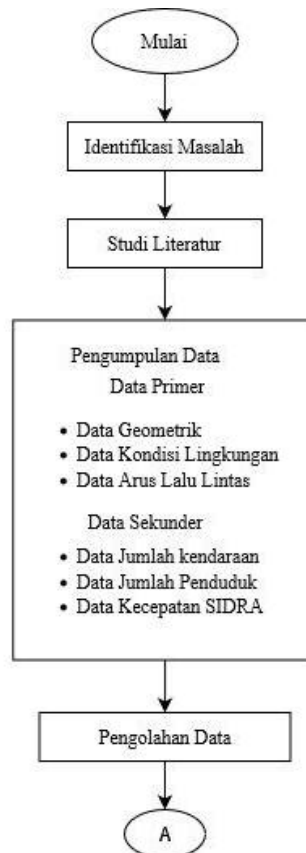 Mulai
Identifikasi Masalah
Studi Literatur
Pengumpulan Data
Data Primer
• Data Geometrik
• Data Kondisi Lingkungan
• Data Arus Lalu Lintas
Data Sekunder
• Data Jumlah kendaraan
• Data Jumlah Penduduk
• Data Kecepatan SIDRA
Pengolahan Data
A